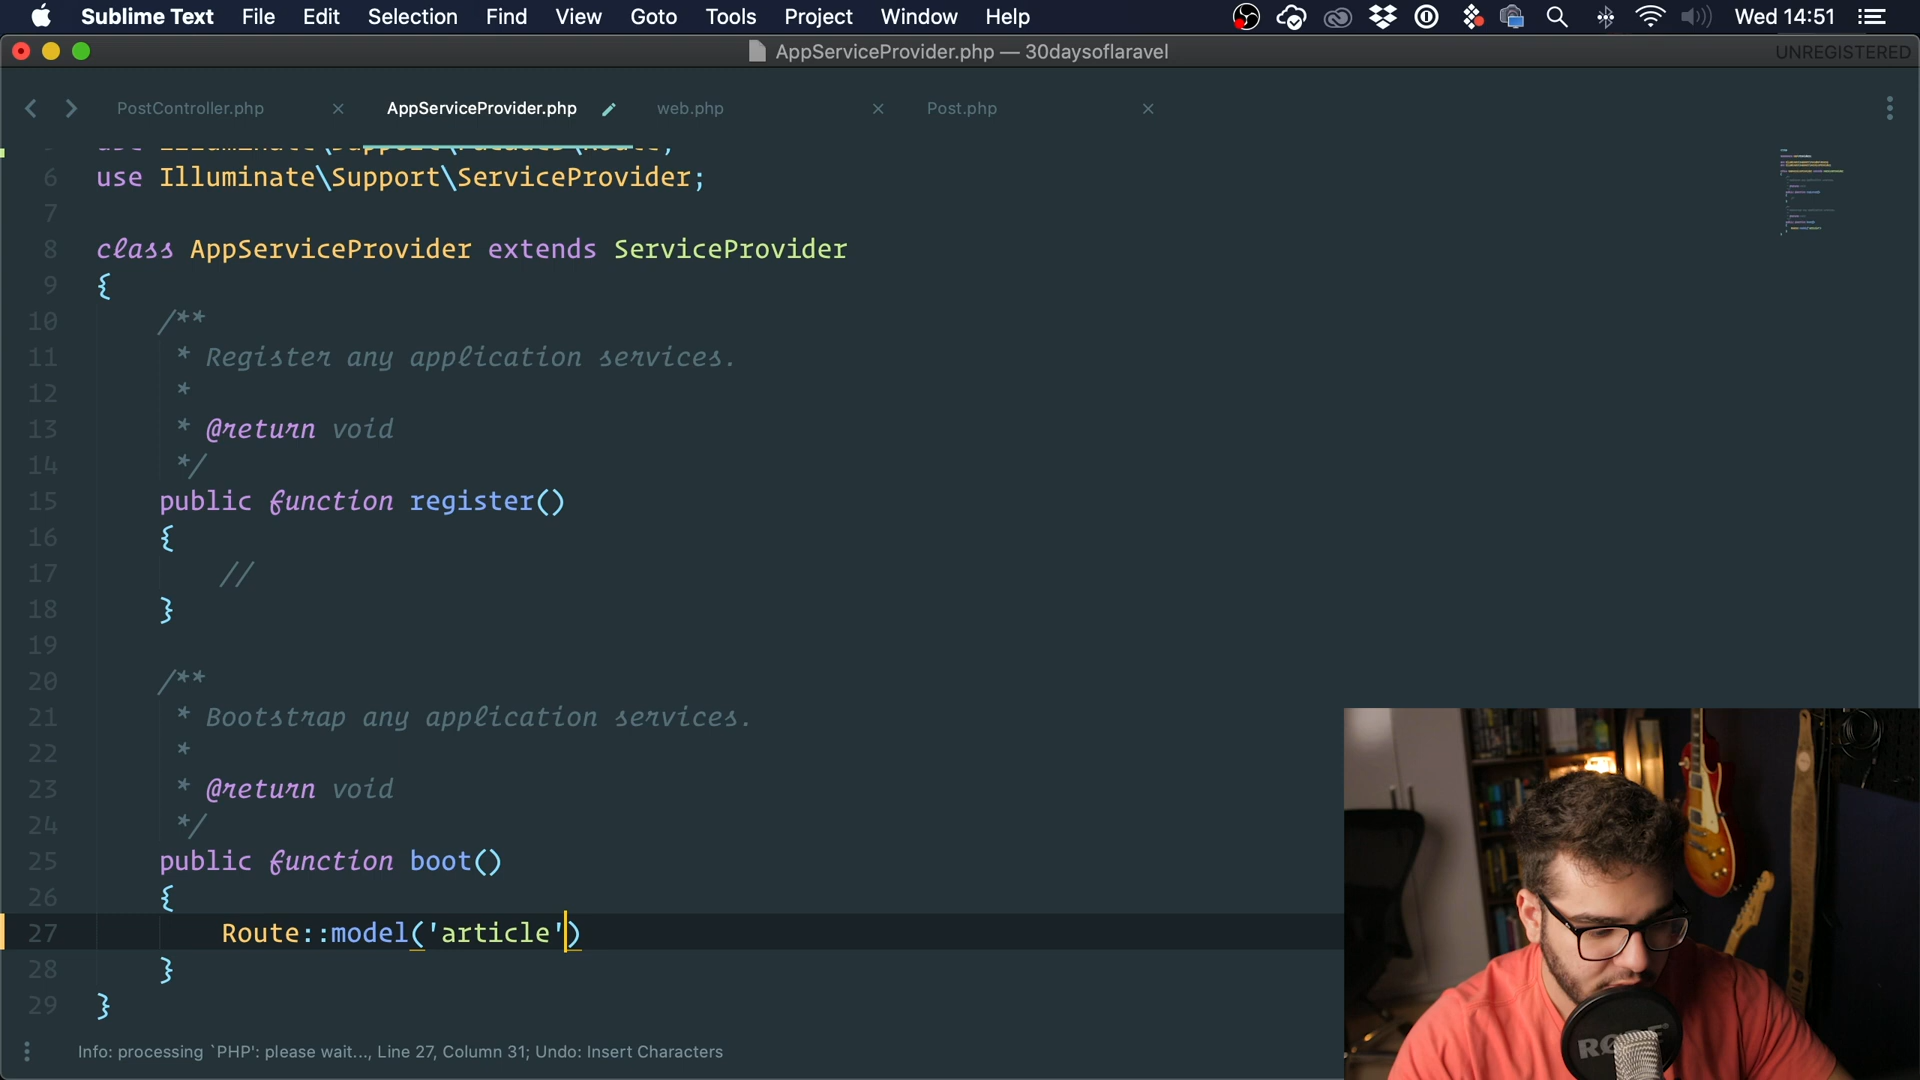 Sublime Text File Edit Selection Find View Goto Tools Project Window Help Wed 14:51
AppServiceProvider.php — 30daysoflaravel UNREGISTERED
PostController.php AppServiceProvider.php web.php Post.php
6 use Illuminate\Support\ServiceProvider;
7
8 class AppServiceProvider extends ServiceProvider
9 {
10 /**
11 * Register any application services.
12 *
13 * @return void
14 */
15 public function register()
16 {
17 //
18 }
19
20 /**
21 * Bootstrap any application services.
22 *
23 * @return void
24 */
25 public function boot()
26 {
27 Route::model('article')
28 }
29 }
Info: processing `PHP': please wait..., Line 27, Column 31; Undo: Insert Characters